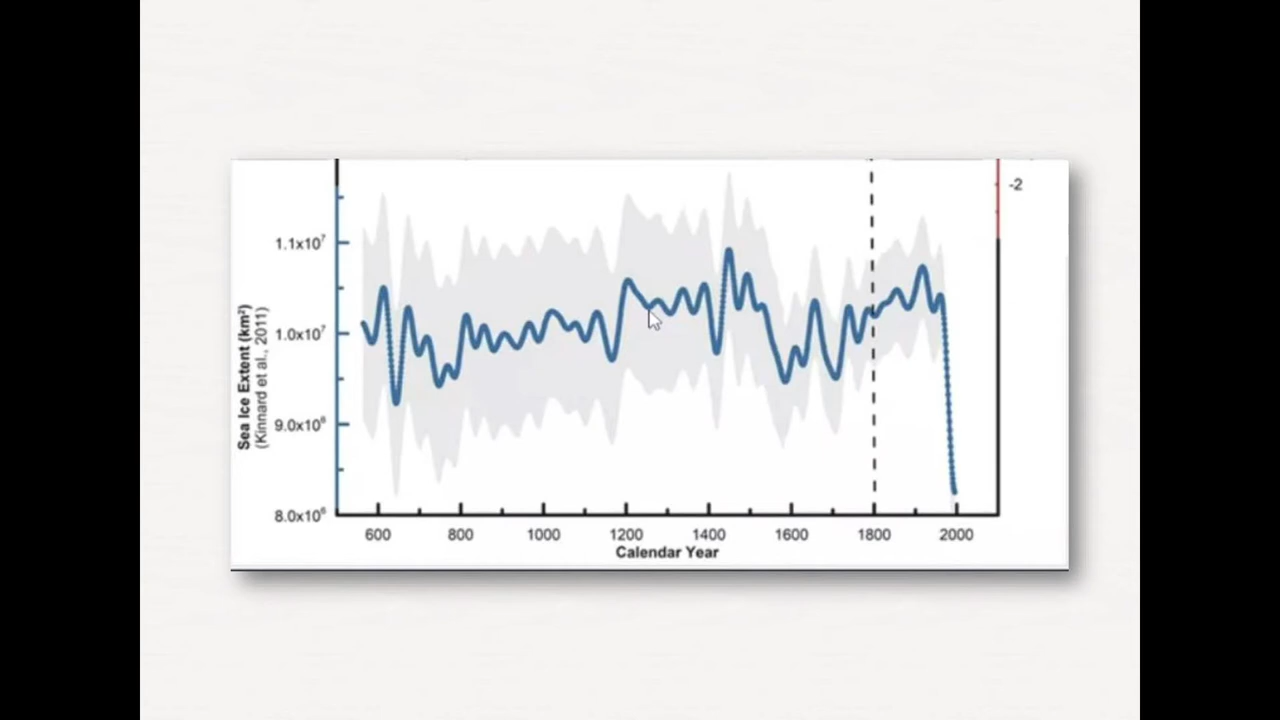 -2
1.1x10⁷
1.0x10⁷
9.0x10⁶
8.0x10⁶
Sea Ice Extent (km²)
(Kinnard et al., 2011)
600 800 1000 1200 1400 1600 1800 2000
Calendar Year